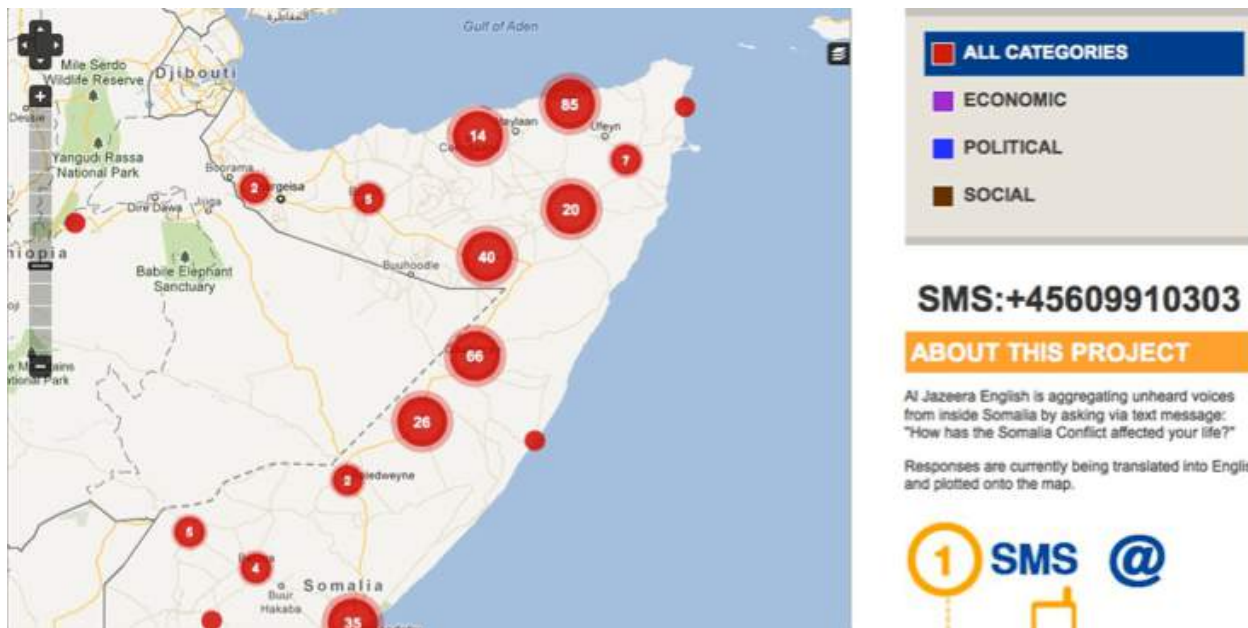 Gulf of Aden
Mile Serdo
Wildlife Reserve
Djibouti
85
14
Ufeyn
7
Yangudi Rassa
National Park
Boorama
2
5
Dire Dawa
Jijiga
20
40
Babile Elephant
Sanctuary
Buuhoodle
66
26
2
5
4
Somalia
Buur
Hakaba
35
ALL CATEGORIES
ECONOMIC
POLITICAL
SOCIAL
SMS:+45609910303
ABOUT THIS PROJECT
Al Jazeera English is aggregating unheard voices
from inside Somalia by asking via text message:
"How has the Somalia Conflict affected your life?"
Responses are currently being translated into Englis
and plotted onto the map.
1 SMS @